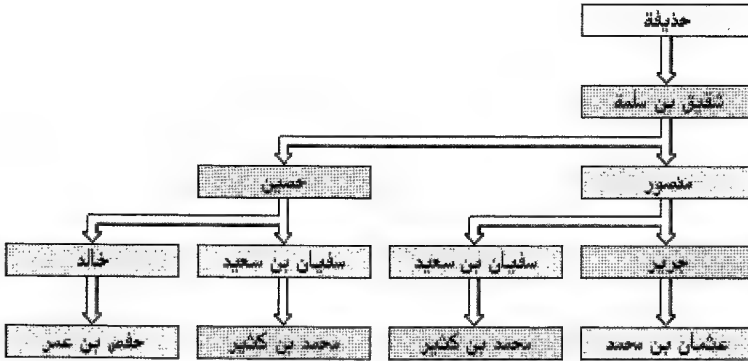 حذيفة
شقيق بن سلمة
منصور
حصين
جرير
سفيان بن سعيد
سفيان بن سعيد
خالد
عثمان بن محمد
محمد بن كثير
محمد بن كثير
حفص بن عمر